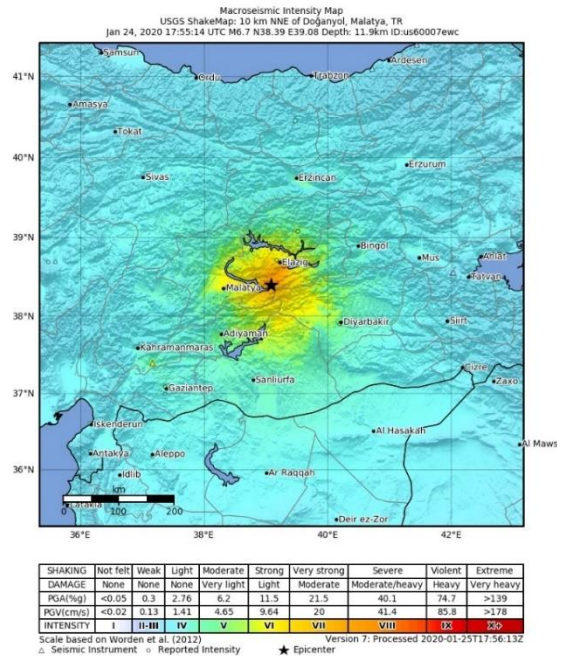 Macroseismic Intensity Map
USGS ShakeMap: 10 km NNE of Doğanyol, Malatya, TR
Jan 24, 2020 17:55:14 UTC M6.7 N38.39 E39.08 Depth: 11.9km ID:us60007ewc
Samsun
Ordu
Trabzon
Ardesen
41°N
Amasya
Tokat
40°N
Sivas
Erzincan
Erzurum
39°N
Elazig
Bingol
Mus
Ahlat
Tatvan
Malatya
38°N
Adiyaman
Diyarbakir
Siirt
Kahramanmaras
Cizre
37°N
Gaziantep
Sanliurfa
Zaxo
Iskenderun
Al Hasakah
Al Maws
Antakya
Aleppo
36°N
Idlib
Ar Raqqah
km
0 100 200
Latakia
Deir ez-Zor
36°E 38°E 40°E 42°E
SHAKING Not felt Weak Light Moderate Strong Very strong Severe Violent Extreme
DAMAGE None None None Very light Light Moderate Moderate/heavy Heavy Very heavy
PGA(%g) <0.05 0.3 2.76 6.2 11.5 21.5 40.1 74.7 >139
PGV(cm/s) <0.02 0.13 1.41 4.65 9.64 20 41.4 85.8 >178
INTENSITY I II-III IV V VI VII VIII IX X+
Scale based on Worden et al. (2012) Version 7: Processed 2020-01-25T17:56:13Z
△ Seismic Instrument ○ Reported Intensity ★ Epicenter